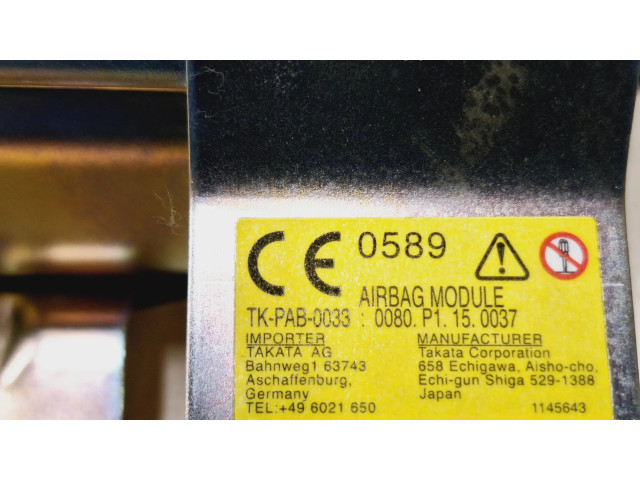 CE 0589
AIRBAG MODULE
TK-PAB-0033 : 0080. P1. 15. 0037
IMPORTER
TAKATA AG
Bahnweg1 63743
Aschaffenburg,
Germany
TEL:+49 6021 650
MANUFACTURER
Takata Corporation
658 Echigawa, Aisho-cho,
Echi-gun Shiga 529-1388
Japan
1145643